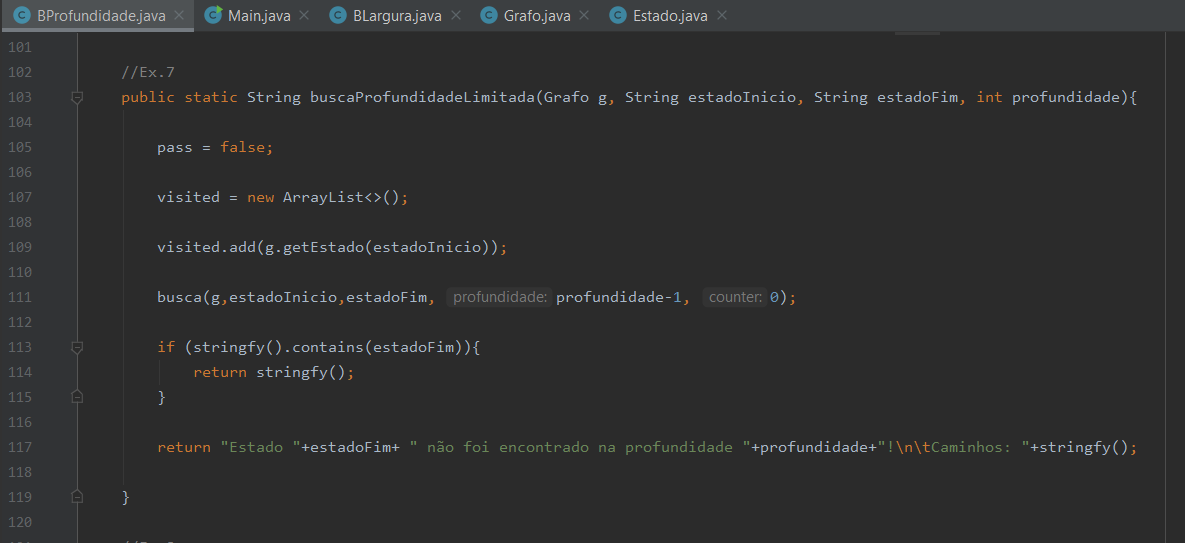 BProfundidade.java Main.java BLargura.java Grafo.java Estado.java
101
102 //Ex.7
103 public static String buscaProfundidadeLimitada(Grafo g, String estadoInicio, String estadoFim, int profundidade){
104
105 pass = false;
106
107 visited = new ArrayList<>();
108
109 visited.add(g.getEstado(estadoInicio));
110
111 busca(g,estadoInicio,estadoFim, profundidade: profundidade-1, counter: 0);
112
113 if (stringfy().contains(estadoFim)){
114 return stringfy();
115 }
116
117 return "Estado "+estadoFim+ " não foi encontrado na profundidade "+profundidade+"!\n\tCaminhos: "+stringfy();
118
119 }
120